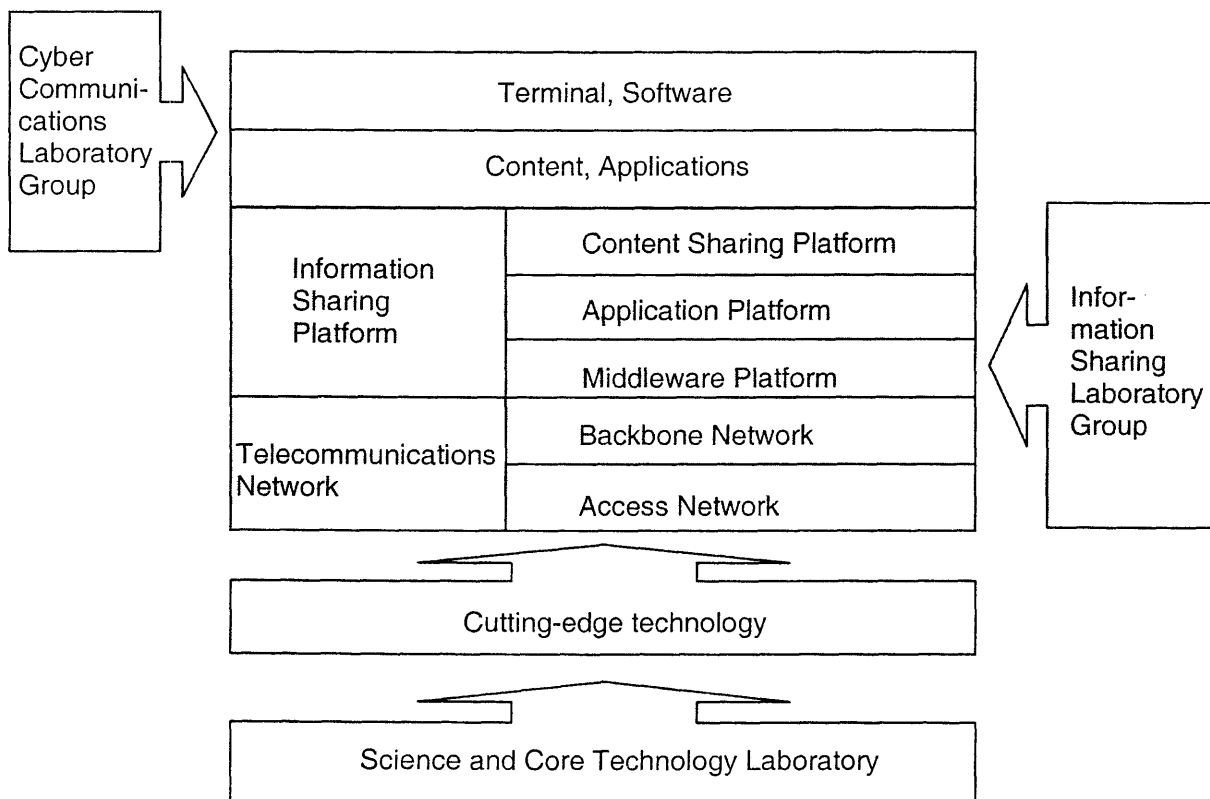 Cyber
Communi-
cations
Laboratory
Group
Terminal, Software
Content, Applications
Information
Sharing
Platform
Content Sharing Platform
Application Platform
Middleware Platform
Telecommunications
Network
Backbone Network
Access Network
Infor-
mation
Sharing
Laboratory
Group
Cutting-edge technology
Science and Core Technology Laboratory